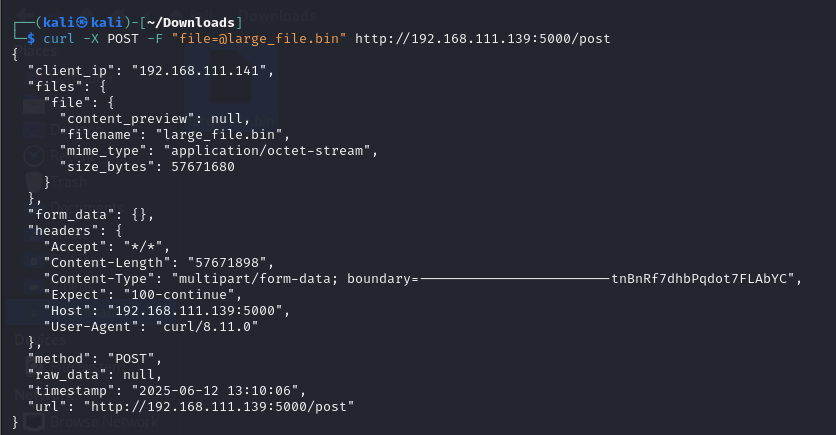 ┌──(kali㉿kali)-[~/Downloads]
└─$ curl -X POST -F "file=@large_file.bin" http://192.168.111.139:5000/post
{
  "client_ip": "192.168.111.141",
  "files": {
    "file": {
      "content_preview": null,
      "filename": "large_file.bin",
      "mime_type": "application/octet-stream",
      "size_bytes": 57671680
    }
  },
  "form_data": {},
  "headers": {
    "Accept": "*/*",
    "Content-Length": "57671898",
    "Content-Type": "multipart/form-data; boundary=------------------------tnBnRf7dhbPqdot7FLAbYC",
    "Expect": "100-continue",
    "Host": "192.168.111.139:5000",
    "User-Agent": "curl/8.11.0"
  },
  "method": "POST",
  "raw_data": null,
  "timestamp": "2025-06-12 13:10:06",
  "url": "http://192.168.111.139:5000/post"
}